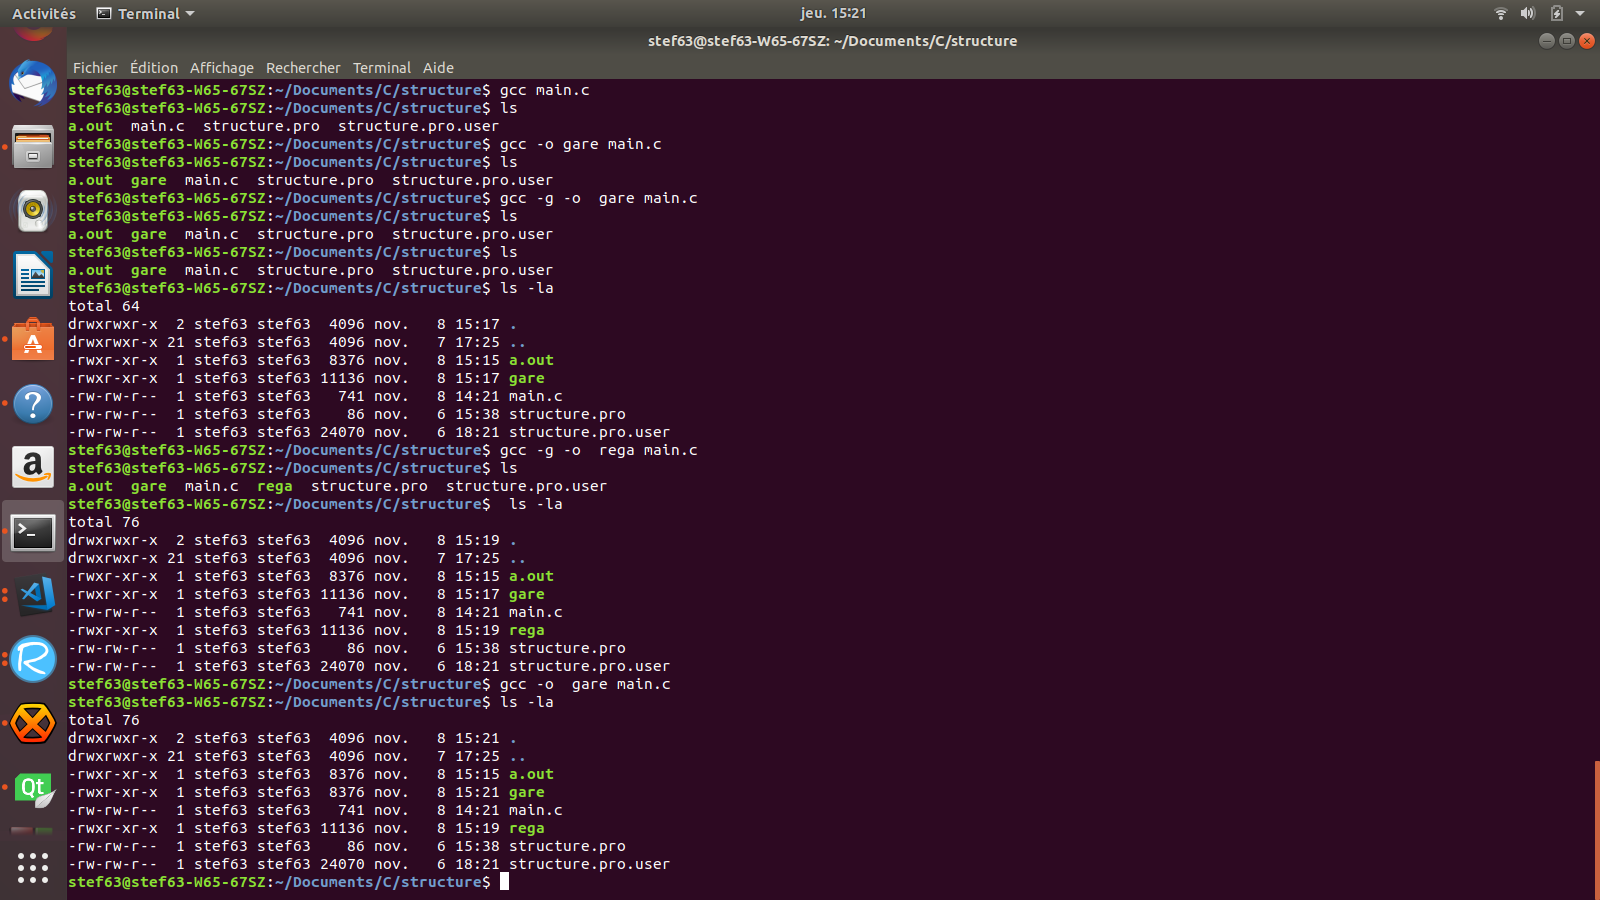 Activités Terminal jeu. 15:21
stef63@stef63-W65-67SZ: ~/Documents/C/structure
Fichier Édition Affichage Rechercher Terminal Aide
stef63@stef63-W65-67SZ:~/Documents/C/structure$ gcc main.c
stef63@stef63-W65-67SZ:~/Documents/C/structure$ ls
a.out  main.c  structure.pro  structure.pro.user
stef63@stef63-W65-67SZ:~/Documents/C/structure$ gcc -o gare main.c
stef63@stef63-W65-67SZ:~/Documents/C/structure$ ls
a.out  gare  main.c  structure.pro  structure.pro.user
stef63@stef63-W65-67SZ:~/Documents/C/structure$ gcc -g -o  gare main.c
stef63@stef63-W65-67SZ:~/Documents/C/structure$ ls
a.out  gare  main.c  structure.pro  structure.pro.user
stef63@stef63-W65-67SZ:~/Documents/C/structure$ ls
a.out  gare  main.c  structure.pro  structure.pro.user
stef63@stef63-W65-67SZ:~/Documents/C/structure$ ls -la
total 64
drwxrwxr-x  2 stef63 stef63  4096 nov.   8 15:17 .
drwxrwxr-x 21 stef63 stef63  4096 nov.   7 17:25 ..
-rwxr-xr-x  1 stef63 stef63  8376 nov.   8 15:15 a.out
-rwxr-xr-x  1 stef63 stef63 11136 nov.   8 15:17 gare
-rw-rw-r--  1 stef63 stef63   741 nov.   8 14:21 main.c
-rw-rw-r--  1 stef63 stef63    86 nov.   6 15:38 structure.pro
-rw-rw-r--  1 stef63 stef63 24070 nov.   6 18:21 structure.pro.user
stef63@stef63-W65-67SZ:~/Documents/C/structure$ gcc -g -o  rega main.c
stef63@stef63-W65-67SZ:~/Documents/C/structure$ ls
a.out  gare  main.c  rega  structure.pro  structure.pro.user
stef63@stef63-W65-67SZ:~/Documents/C/structure$  ls -la
total 76
drwxrwxr-x  2 stef63 stef63  4096 nov.   8 15:19 .
drwxrwxr-x 21 stef63 stef63  4096 nov.   7 17:25 ..
-rwxr-xr-x  1 stef63 stef63  8376 nov.   8 15:15 a.out
-rwxr-xr-x  1 stef63 stef63 11136 nov.   8 15:17 gare
-rw-rw-r--  1 stef63 stef63   741 nov.   8 14:21 main.c
-rwxr-xr-x  1 stef63 stef63 11136 nov.   8 15:19 rega
-rw-rw-r--  1 stef63 stef63    86 nov.   6 15:38 structure.pro
-rw-rw-r--  1 stef63 stef63 24070 nov.   6 18:21 structure.pro.user
stef63@stef63-W65-67SZ:~/Documents/C/structure$ gcc -o  gare main.c
stef63@stef63-W65-67SZ:~/Documents/C/structure$ ls -la
total 76
drwxrwxr-x  2 stef63 stef63  4096 nov.   8 15:21 .
drwxrwxr-x 21 stef63 stef63  4096 nov.   7 17:25 ..
-rwxr-xr-x  1 stef63 stef63  8376 nov.   8 15:15 a.out
-rwxr-xr-x  1 stef63 stef63  8376 nov.   8 15:21 gare
-rw-rw-r--  1 stef63 stef63   741 nov.   8 14:21 main.c
-rwxr-xr-x  1 stef63 stef63 11136 nov.   8 15:19 rega
-rw-rw-r--  1 stef63 stef63    86 nov.   6 15:38 structure.pro
-rw-rw-r--  1 stef63 stef63 24070 nov.   6 18:21 structure.pro.user
stef63@stef63-W65-67SZ:~/Documents/C/structure$
A
?
a
>_
R
Qt